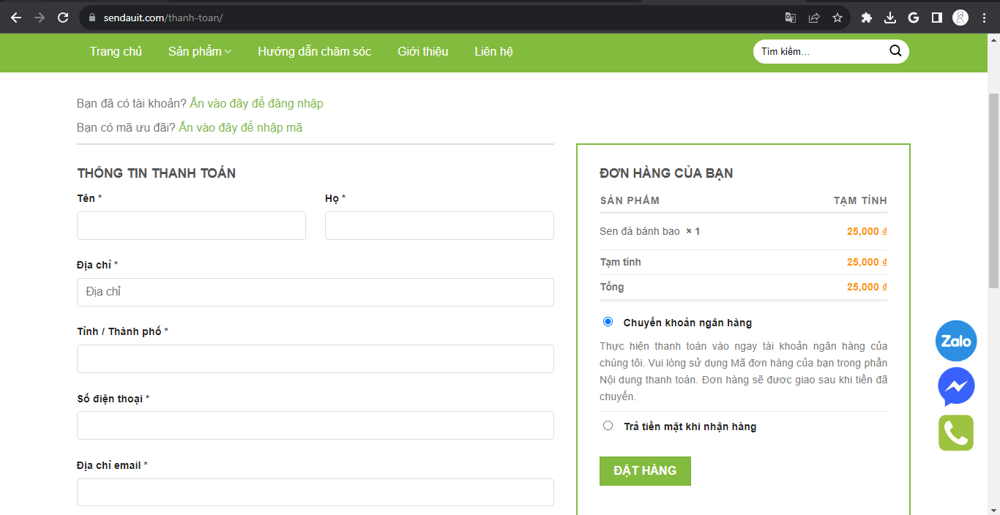 sendauit.com/thanh-toan/
Trang chủ Sản phẩm Hướng dẫn chăm sóc Giới thiệu Liên hệ Tìm kiếm...
Bạn đã có tài khoản? Ấn vào đây để đăng nhập
Bạn có mã ưu đãi? Ấn vào đây để nhập mã
THÔNG TIN THANH TOÁN
Tên *
Họ *
Địa chỉ *
Địa chỉ
Tỉnh / Thành phố *
Số điện thoại *
Địa chỉ email *
ĐƠN HÀNG CỦA BẠN
SẢN PHẨM TẠM TÍNH
Sen đá bánh bao × 1 25,000 ₫
Tạm tính 25,000 ₫
Tổng 25,000 ₫
Chuyển khoản ngân hàng
Thực hiện thanh toán vào ngay tài khoản ngân hàng của
chúng tôi. Vui lòng sử dụng Mã đơn hàng của bạn trong phần
Nội dung thanh toán. Đơn hàng sẽ đươc giao sau khi tiền đã
chuyển.
Trả tiền mặt khi nhận hàng
ĐẶT HÀNG
Zalo